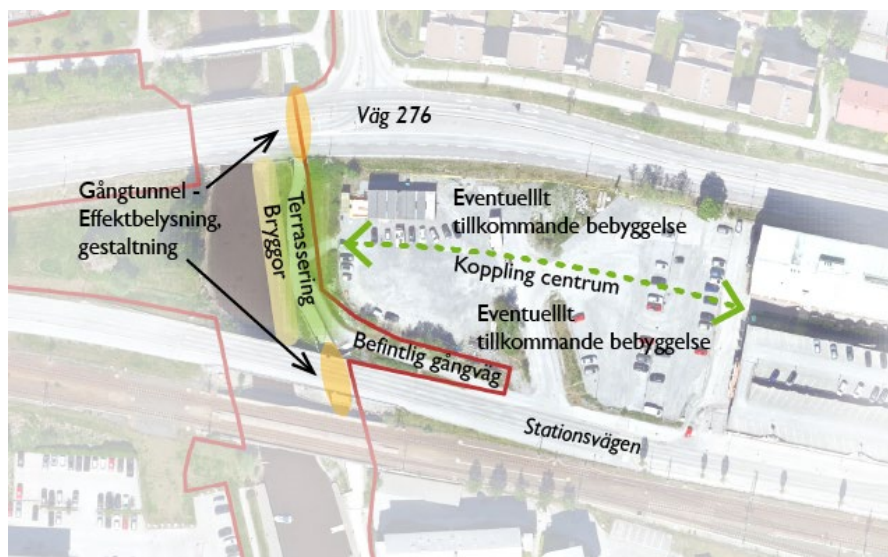 Väg 276
Gångtunnel -
Effektbelysning,
gestaltning
Terrassering
Bryggor
Eventuelllt
tillkommande bebyggelse
Koppling centrum
Eventuelllt
tillkommande bebyggelse
Befintlig gångväg
Stationsvägen